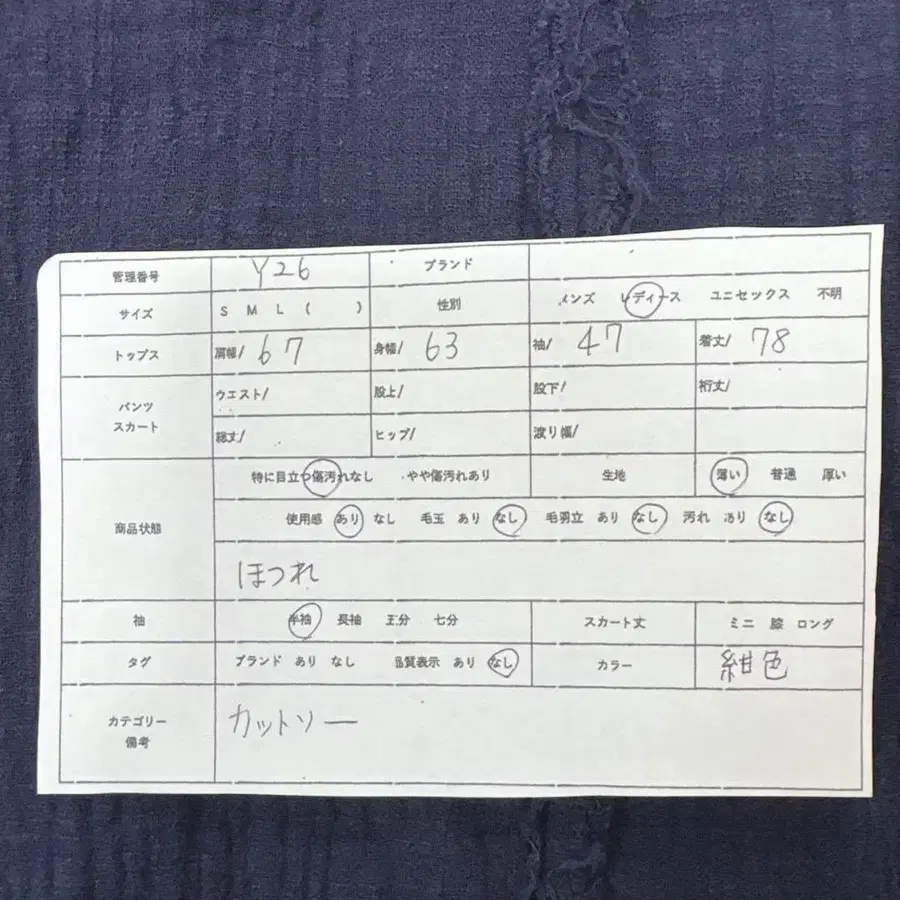 管理番号 Y26 ブランド
サイズ S M L ( ) 性別 メンズ レディース ユニセックス 不明
トップス 肩幅/ 67 身幅/ 63 袖/ 47 着丈/ 78
パンツ スカート ウエスト/ 股上/ 股下/ 裄丈/
総丈/ ヒップ/ 渡り幅/
商品状態 特に目立つ傷汚れなし やや傷汚れあり 生地 薄い 普通 厚い
使用感 あり なし 毛玉 あり なし 毛羽立 あり なし 汚れ あり なし
ほつれ
袖 半袖 長袖 五分 七分 スカート丈 ミニ 膝 ロング
タグ ブランド あり なし 品質表示 あり なし カラー 紺色
カテゴリー 備考 カットソー